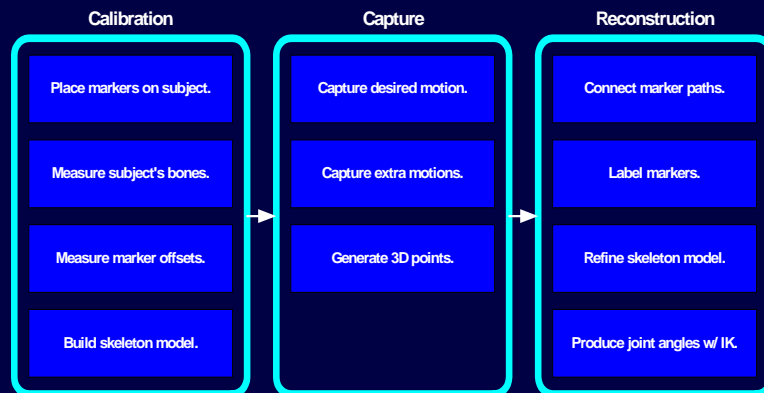 Calibration
Place markers on subject.
Measure subject's bones.
Measure marker offsets.
Build skeleton model.
Capture
Capture desired motion.
Capture extra motions.
Generate 3D points.
Reconstruction
Connect marker paths.
Label markers.
Refine skeleton model.
Produce joint angles w/ IK.